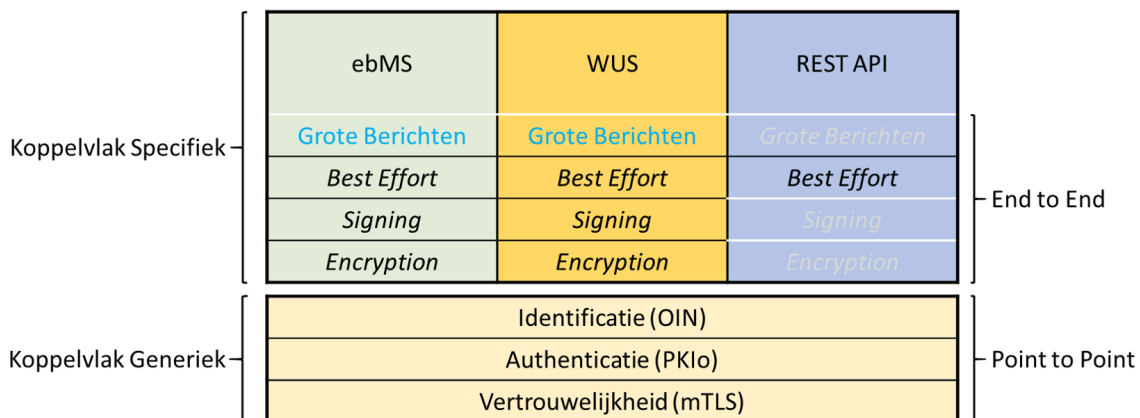 ebMS
WUS
REST API
Koppelvlak Specifiek
Grote Berichten
Grote Berichten
Grote Berichten
Best Effort
Best Effort
Best Effort
End to End
Signing
Signing
Signing
Encryption
Encryption
Encryption
Koppelvlak Generiek
Identificatie (OIN)
Authenticatie (PKIo)
Vertrouwelijkheid (mTLS)
Point to Point